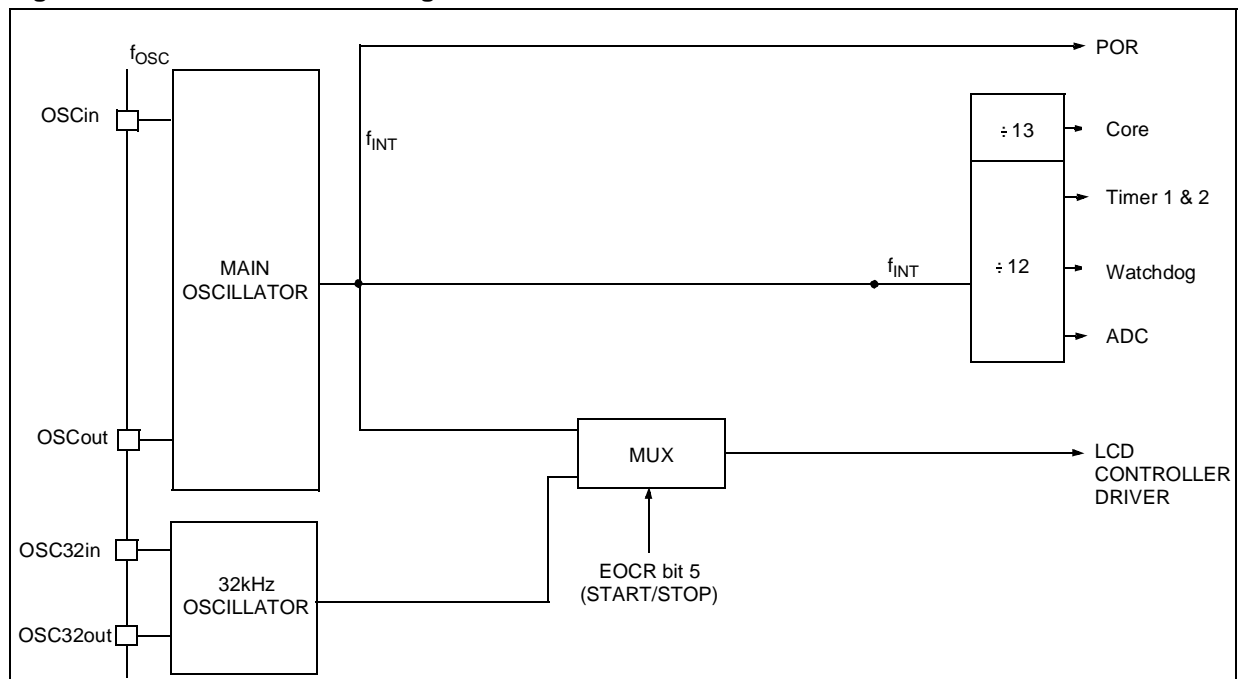 fOSC
POR
OSCin
÷13
Core
fINT
Timer 1 & 2
MAIN
OSCILLATOR
fINT
÷12
Watchdog
ADC
OSCout
MUX
LCD
CONTROLLER
DRIVER
OSC32in
32kHz
OSCILLATOR
EOCR bit 5
(START/STOP)
OSC32out